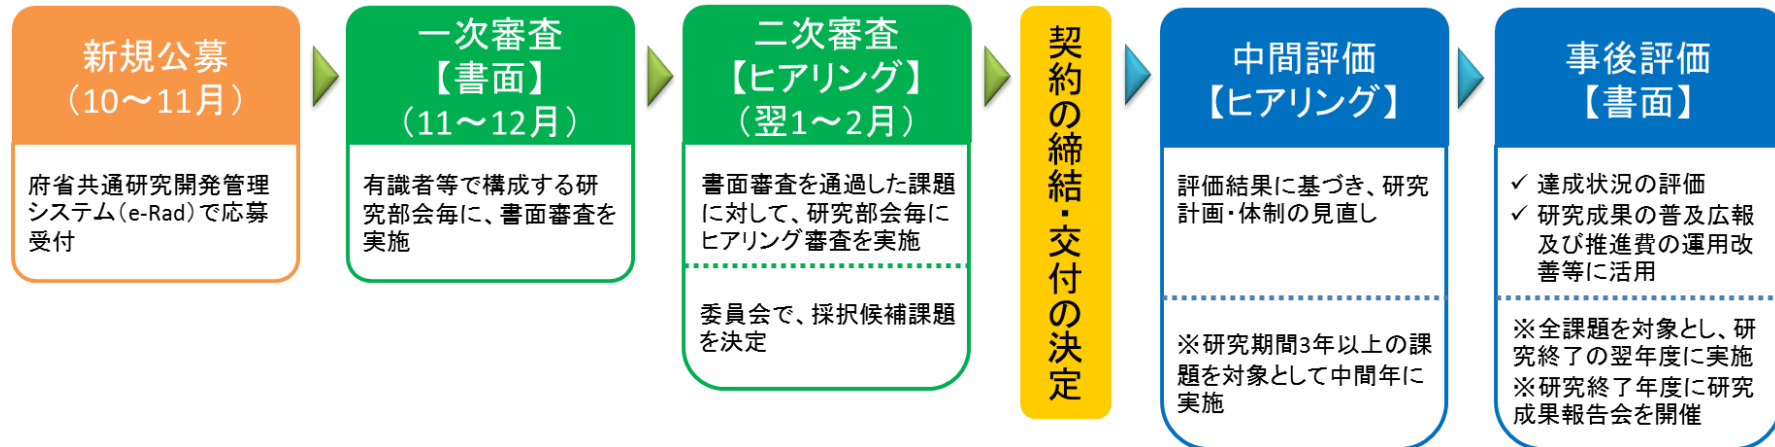 新規公募
(10～11月)
府省共通研究開発管理
システム(e-Rad)で応募
受付
一次審査
【書面】
(11～12月)
有識者等で構成する研
究部会毎に、書面審査を
実施
二次審査
【ヒアリング】
(翌1～2月)
書面審査を通過した課題
に対して、研究部会毎に
ヒアリング審査を実施
委員会で、採択候補課題
を決定
契約の締結・交付の決定
中間評価
【ヒアリング】
評価結果に基づき、研究
計画・体制の見直し
※研究期間3年以上の課
題を対象として中間年に
実施
事後評価
【書面】
✓ 達成状況の評価
✓ 研究成果の普及広報
及び推進費の運用改
善等に活用
※全課題を対象とし、研
究終了の翌年度に実施
※研究終了年度に研究
成果報告会を開催